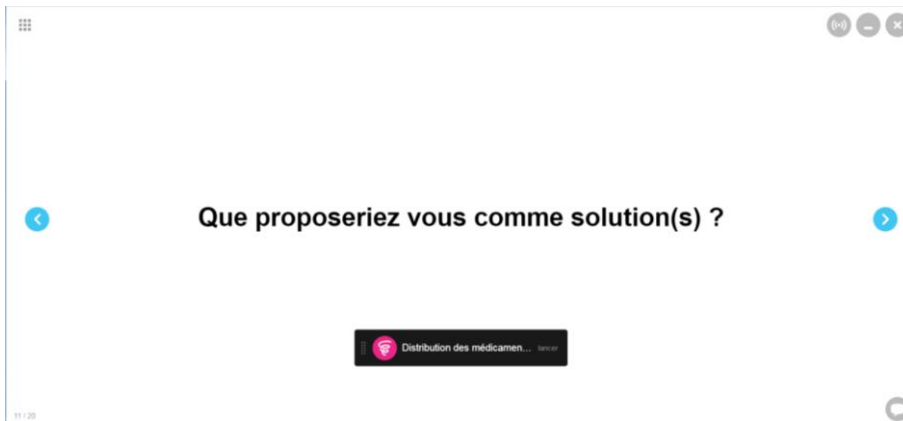 Que proposeriez vous comme solution(s) ?
Distribution des médicamen... lancer
11 / 20